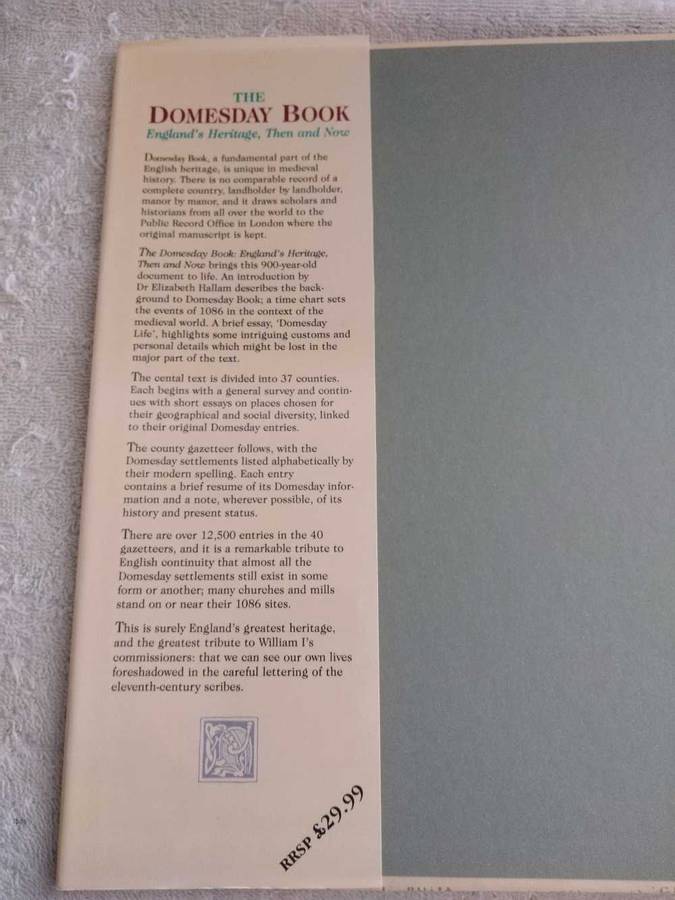 THE
DOMESDAY BOOK
England's Heritage, Then and Now
Domesday Book, a fundamental part of the
English heritage, is unique in medieval
history. There is no comparable record of a
complete country, landholder by landholder,
manor by manor, and it draws scholars and
historians from all over the world to the
Public Record Office in London where the
original manuscript is kept.
The Domesday Book: England's Heritage,
Then and Now brings this 900-year-old
document to life. An introduction by
Dr Elizabeth Hallam describes the back-
ground to Domesday Book; a time chart sets
the events of 1086 in the context of the
medieval world. A brief essay, 'Domesday
Life', highlights some intriguing customs and
personal details which might be lost in the
major part of the text.
The cental text is divided into 37 counties.
Each begins with a general survey and contin-
ues with short essays on places chosen for
their geographical and social diversity, linked
to their original Domesday entries.
The county gazetteer follows, with the
Domesday settlements listed alphabetically by
their modern spelling. Each entry
contains a brief resume of its Domesday infor-
mation and a note, wherever possible, of its
history and present status.
There are over 12,500 entries in the 40
gazetteers, and it is a remarkable tribute to
English continuity that almost all the
Domesday settlements still exist in some
form or another; many churches and mills
stand on or near their 1086 sites.
This is surely England's greatest heritage,
and the greatest tribute to William I's
commissioners: that we can see our own lives
foreshadowed in the careful lettering of the
eleventh-century scribes.
RRSP £29.99